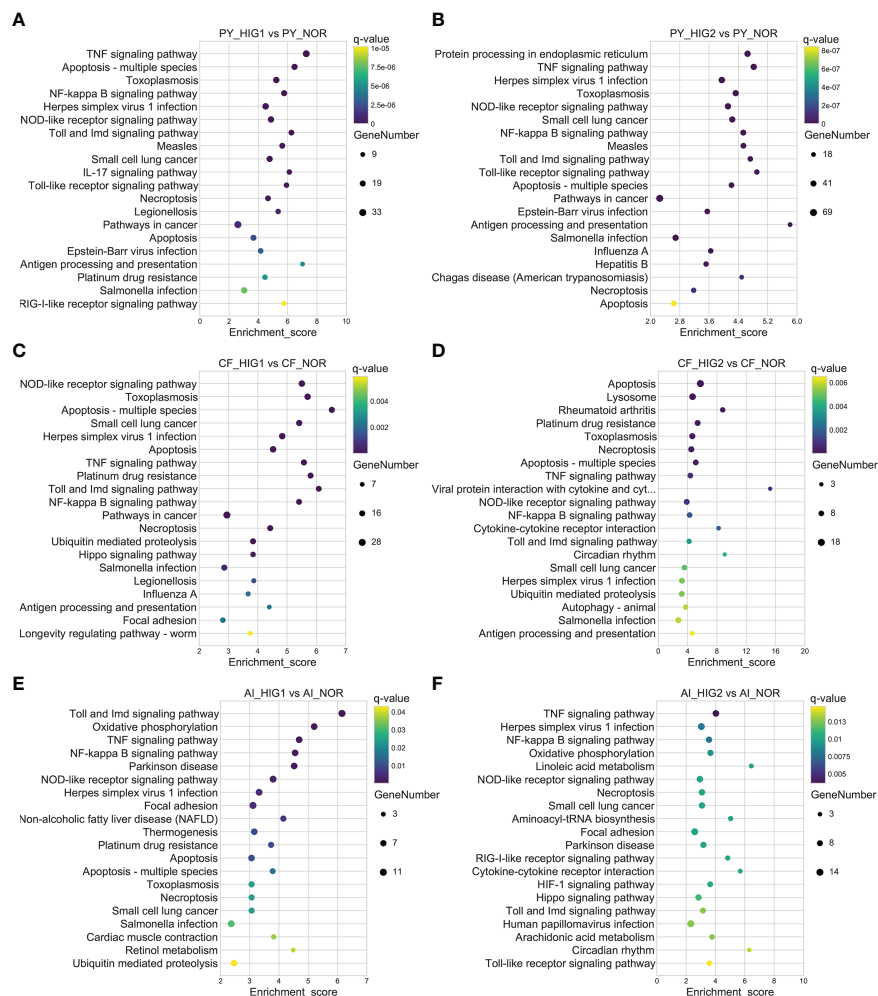 A
PY_HIG1 vs PY_NOR
TNF signaling pathway
Apoptosis - multiple species
Toxoplasmosis
NF-kappa B signaling pathway
Herpes simplex virus 1 infection
NOD-like receptor signaling pathway
Toll and Imd signaling pathway
Measles
Small cell lung cancer
IL-17 signaling pathway
Toll-like receptor signaling pathway
Necroptosis
Legionellosis
Pathways in cancer
Apoptosis
Epstein-Barr virus infection
Antigen processing and presentation
Platinum drug resistance
Salmonella infection
RIG-I-like receptor signaling pathway
0 2 4 6 8 10
Enrichment_score
q-value
1e-05
7.5e-06
5e-06
2.5e-06
0
GeneNumber
9
19
33
B
PY_HIG2 vs PY_NOR
Protein processing in endoplasmic reticulum
TNF signaling pathway
Herpes simplex virus 1 infection
Toxoplasmosis
NOD-like receptor signaling pathway
Small cell lung cancer
NF-kappa B signaling pathway
Measles
Toll and Imd signaling pathway
Toll-like receptor signaling pathway
Apoptosis - multiple species
Pathways in cancer
Epstein-Barr virus infection
Antigen processing and presentation
Salmonella infection
Influenza A
Hepatitis B
Chagas disease (American trypanosomiasis)
Necroptosis
Apoptosis
2.0 2.8 3.6 4.4 5.2 6.0
Enrichment_score
q-value
8e-07
6e-07
4e-07
2e-07
0
GeneNumber
18
41
69
C
CF_HIG1 vs CF_NOR
NOD-like receptor signaling pathway
Toxoplasmosis
Apoptosis - multiple species
Small cell lung cancer
Herpes simplex virus 1 infection
Apoptosis
TNF signaling pathway
Platinum drug resistance
Toll and Imd signaling pathway
NF-kappa B signaling pathway
Pathways in cancer
Necroptosis
Ubiquitin mediated proteolysis
Hippo signaling pathway
Salmonella infection
Legionellosis
Influenza A
Antigen processing and presentation
Focal adhesion
Longevity regulating pathway - worm
2 3 4 5 6 7
Enrichment_score
q-value
0.004
0.002
GeneNumber
7
16
28
D
CF_HIG2 vs CF_NOR
Apoptosis
Lysosome
Rheumatoid arthritis
Platinum drug resistance
Toxoplasmosis
Necroptosis
Apoptosis - multiple species
TNF signaling pathway
Viral protein interaction with cytokine and cyt...
NOD-like receptor signaling pathway
NF-kappa B signaling pathway
Cytokine-cytokine receptor interaction
Toll and Imd signaling pathway
Circadian rhythm
Small cell lung cancer
Herpes simplex virus 1 infection
Ubiquitin mediated proteolysis
Autophagy - animal
Salmonella infection
Antigen processing and presentation
0 4 8 12 16 20
Enrichment_score
q-value
0.006
0.004
0.002
GeneNumber
3
8
18
E
AI_HIG1 vs AI_NOR
Toll and Imd signaling pathway
Oxidative phosphorylation
TNF signaling pathway
NF-kappa B signaling pathway
Parkinson disease
NOD-like receptor signaling pathway
Herpes simplex virus 1 infection
Focal adhesion
Non-alcoholic fatty liver disease (NAFLD)
Thermogenesis
Platinum drug resistance
Apoptosis
Apoptosis - multiple species
Toxoplasmosis
Necroptosis
Small cell lung cancer
Salmonella infection
Cardiac muscle contraction
Retinol metabolism
Ubiquitin mediated proteolysis
2 3 4 5 6 7
Enrichment_score
q-value
0.04
0.03
0.02
0.01
GeneNumber
3
7
11
F
AI_HIG2 vs AI_NOR
TNF signaling pathway
Herpes simplex virus 1 infection
NF-kappa B signaling pathway
Oxidative phosphorylation
Linoleic acid metabolism
NOD-like receptor signaling pathway
Necroptosis
Small cell lung cancer
Aminoacyl-tRNA biosynthesis
Focal adhesion
Parkinson disease
RIG-I-like receptor signaling pathway
Cytokine-cytokine receptor interaction
HIF-1 signaling pathway
Hippo signaling pathway
Toll and Imd signaling pathway
Human papillomavirus infection
Arachidonic acid metabolism
Circadian rhythm
Toll-like receptor signaling pathway
0 2 4 6 8 10
Enrichment_score
q-value
0.013
0.01
0.0075
0.005
GeneNumber
3
8
14